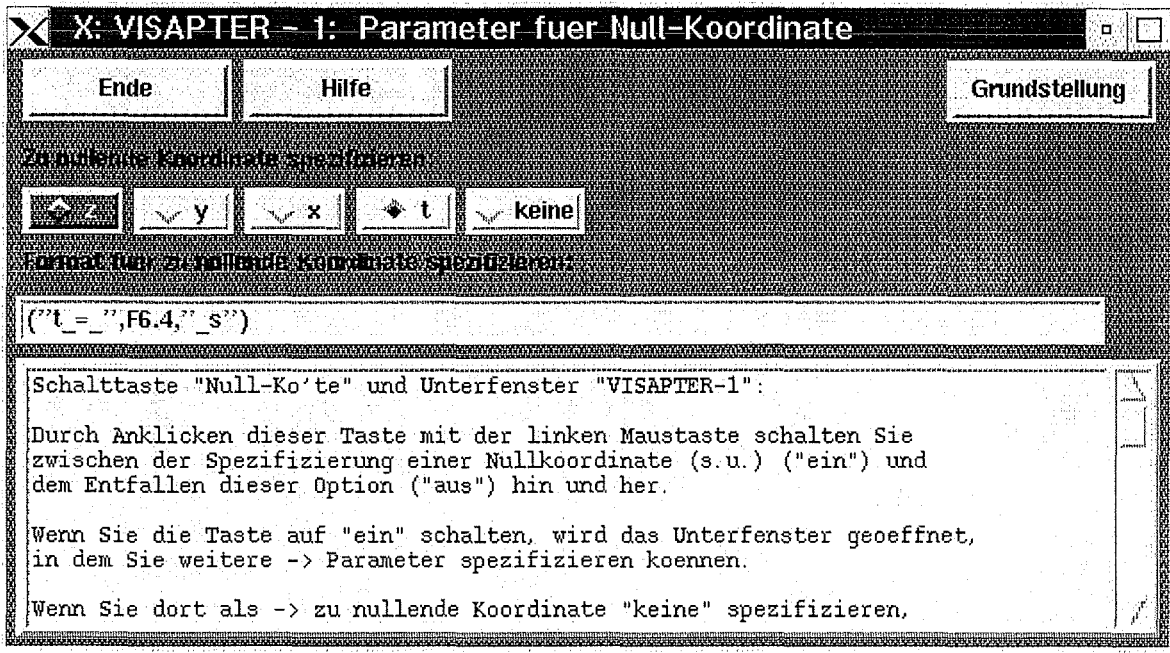 X: VISAPTER - 1: Parameter fuer Null-Koordinate
Ende Hilfe Grundstellung
Zu nullende Koordinate spezifizieren:
z y x t keine
Format fuer zu nullende Koordinate spezifizieren:
(''t_=_'',F6.4,''_s'')
Schalttaste "Null-Ko'te" und Unterfenster "VISAPTER-1":
Durch Anklicken dieser Taste mit der linken Maustaste schalten Sie
zwischen der Spezifizierung einer Nullkoordinate (s.u.) ("ein") und
dem Entfallen dieser Option ("aus") hin und her.
Wenn Sie die Taste auf "ein" schalten, wird das Unterfenster geoeffnet,
in dem Sie weitere -> Parameter spezifizieren koennen.
Wenn Sie dort als -> zu nullende Koordinate "keine" spezifizieren,